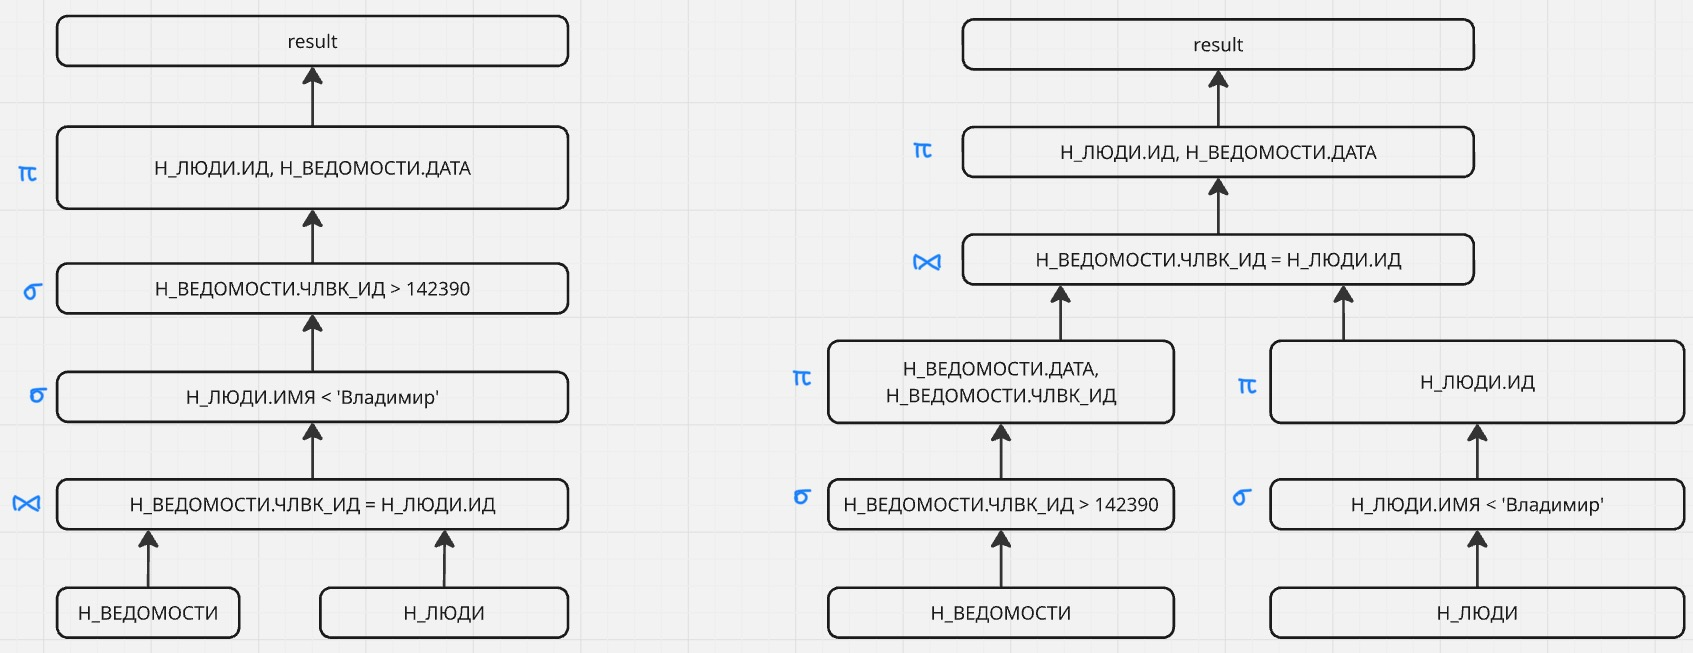 result
π
Н_ЛЮДИ.ИД, Н_ВЕДОМОСТИ.ДАТА
σ
Н_ВЕДОМОСТИ.ЧЛВК_ИД > 142390
σ
Н_ЛЮДИ.ИМЯ < 'Владимир'
⋈
Н_ВЕДОМОСТИ.ЧЛВК_ИД = Н_ЛЮДИ.ИД
Н_ВЕДОМОСТИ
Н_ЛЮДИ
result
π
Н_ЛЮДИ.ИД, Н_ВЕДОМОСТИ.ДАТА
⋈
Н_ВЕДОМОСТИ.ЧЛВК_ИД = Н_ЛЮДИ.ИД
π
Н_ВЕДОМОСТИ.ДАТА,
Н_ВЕДОМОСТИ.ЧЛВК_ИД
π
Н_ЛЮДИ.ИД
σ
Н_ВЕДОМОСТИ.ЧЛВК_ИД > 142390
σ
Н_ЛЮДИ.ИМЯ < 'Владимир'
Н_ВЕДОМОСТИ
Н_ЛЮДИ